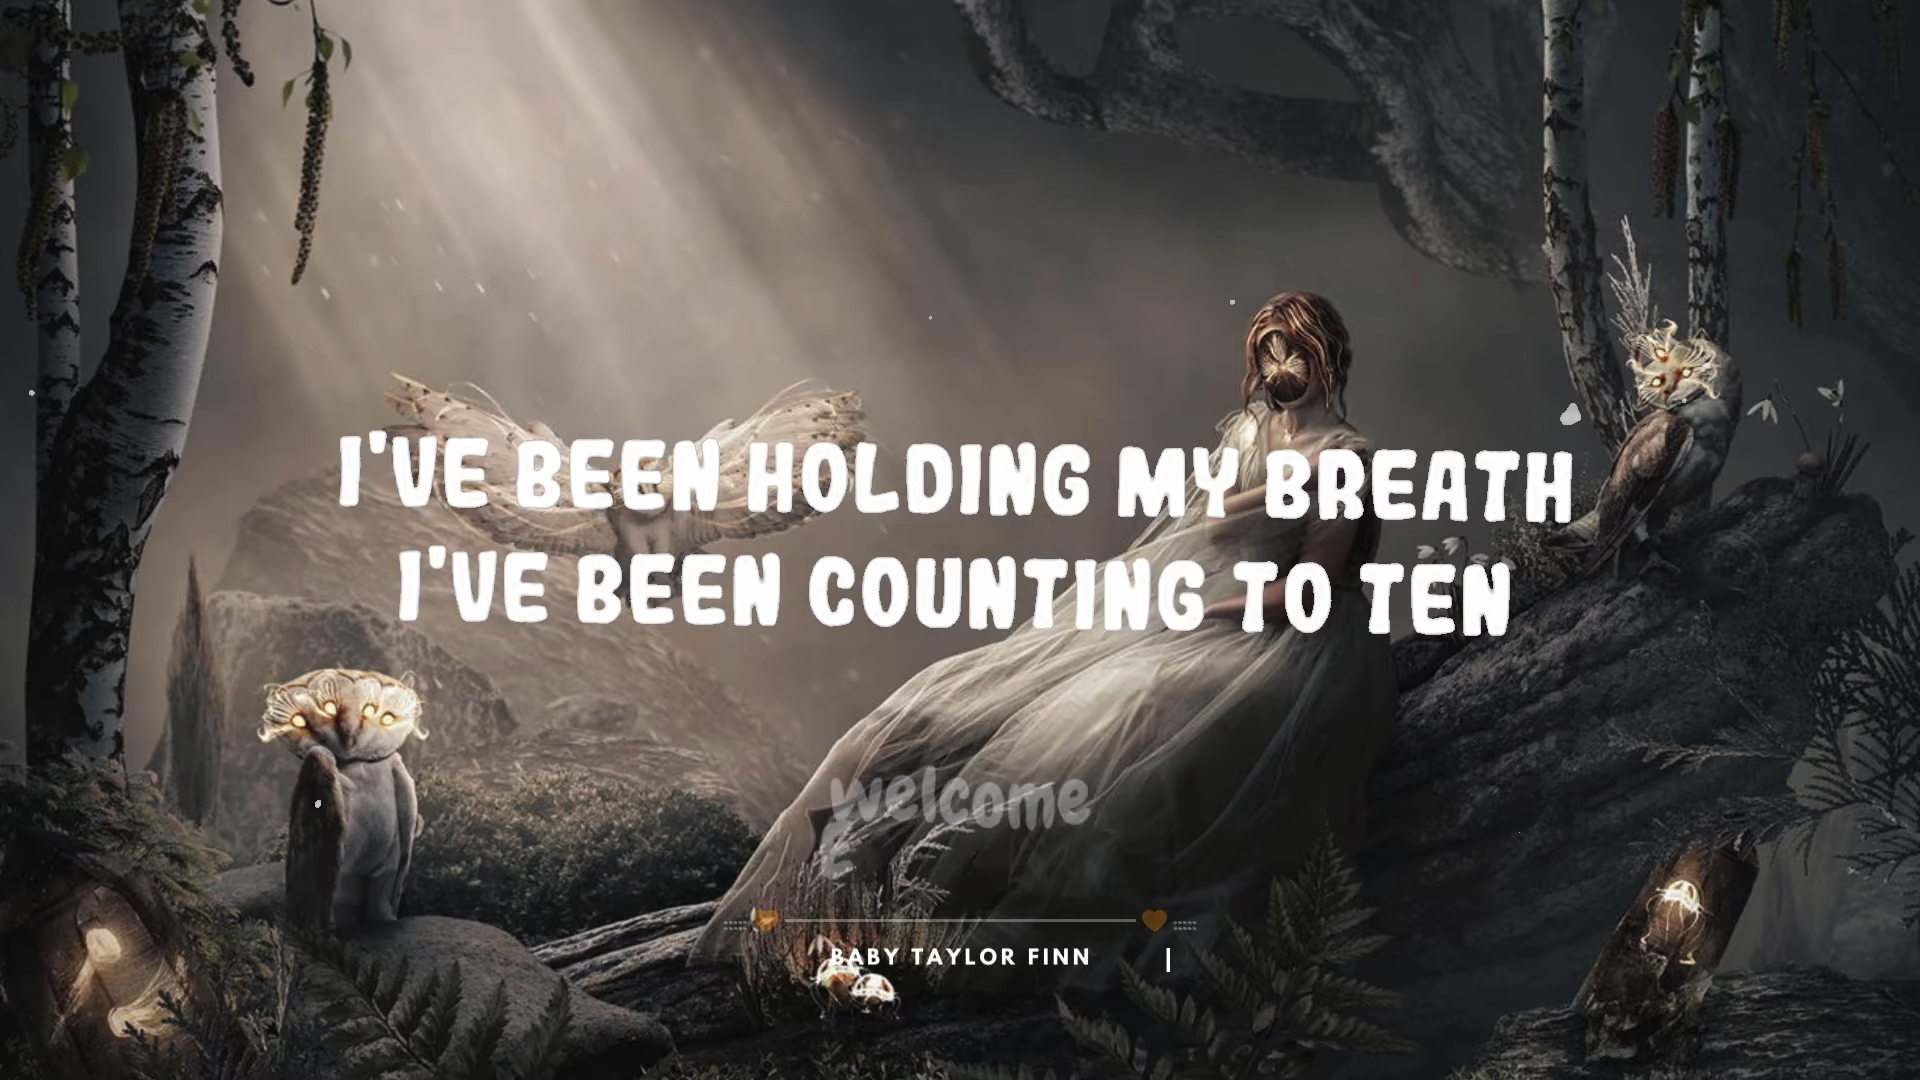 I'VE BEEN HOLDING MY BREATH
I'VE BEEN COUNTING TO TEN
welcome
BABY TAYLOR FINN |